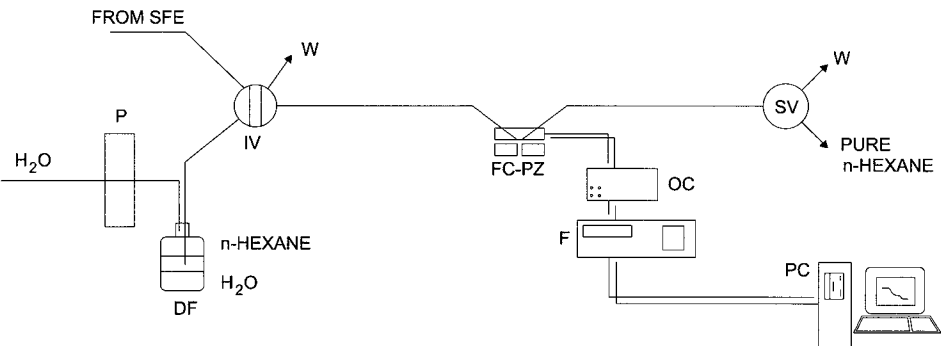 FROM SFE
W
W
P
IV
SV
H₂O
PURE
n-HEXANE
FC-PZ
OC
n-HEXANE
F
H₂O
PC
DF